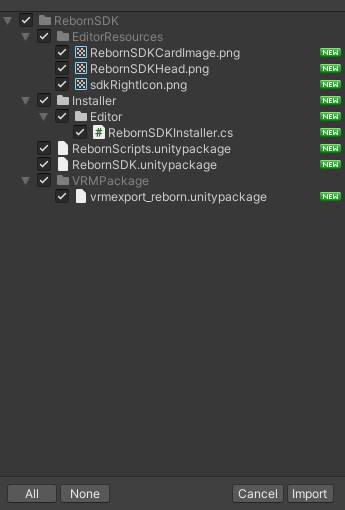 RebornSDK
EditorResources
RebornSDKCardImage.png NEW
RebornSDKHead.png NEW
sdkRightIcon.png NEW
Installer NEW
Editor NEW
# RebornSDKInstaller.cs NEW
RebornScripts.unitypackage NEW
RebornSDK.unitypackage NEW
VRMPackage
vrmexport_reborn.unitypackage NEW
All None Cancel Import